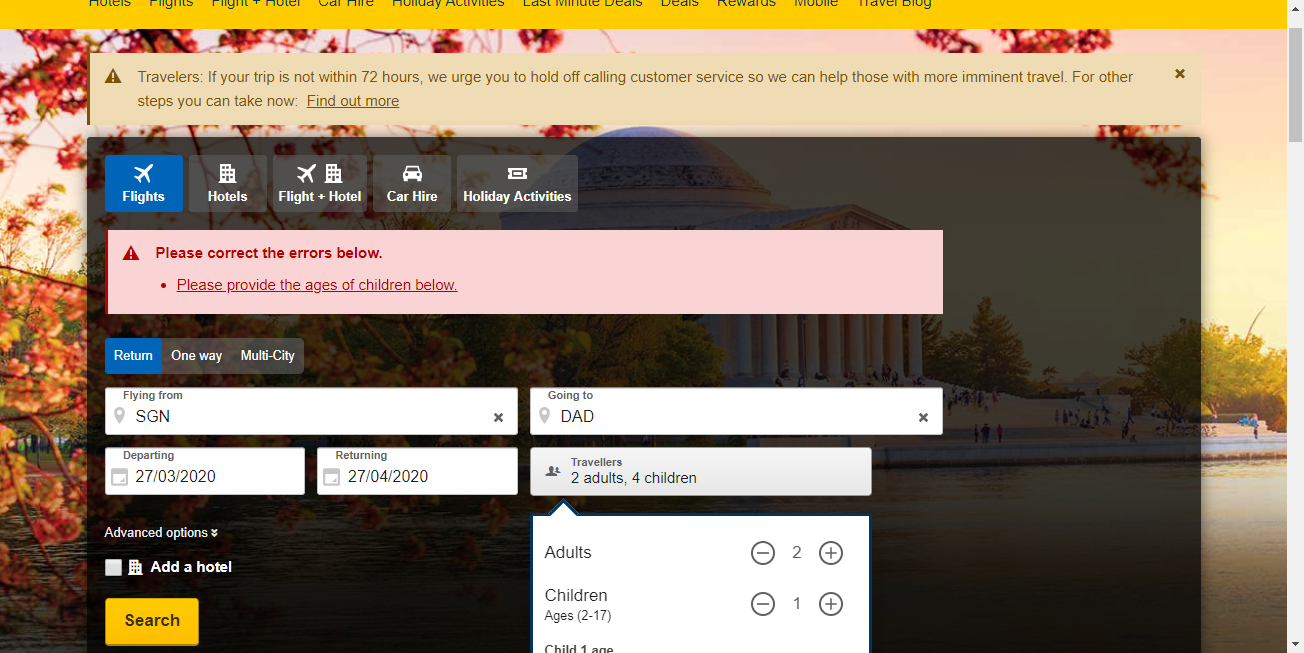 Hotels Flights Flight + Hotel Car Hire Holiday Activities Last Minute Deals Deals Rewards Mobile Travel Blog
Travelers: If your trip is not within 72 hours, we urge you to hold off calling customer service so we can help those with more imminent travel. For other
steps you can take now: Find out more
Flights Hotels Flight + Hotel Car Hire Holiday Activities
Please correct the errors below.
• Please provide the ages of children below.
Return One way Multi-City
Flying from
SGN
Going to
DAD
Departing
27/03/2020
Returning
27/04/2020
Travellers
2 adults, 4 children
Advanced options
Add a hotel
Search
Adults
2
Children
Ages (2-17)
1
Child 1 age